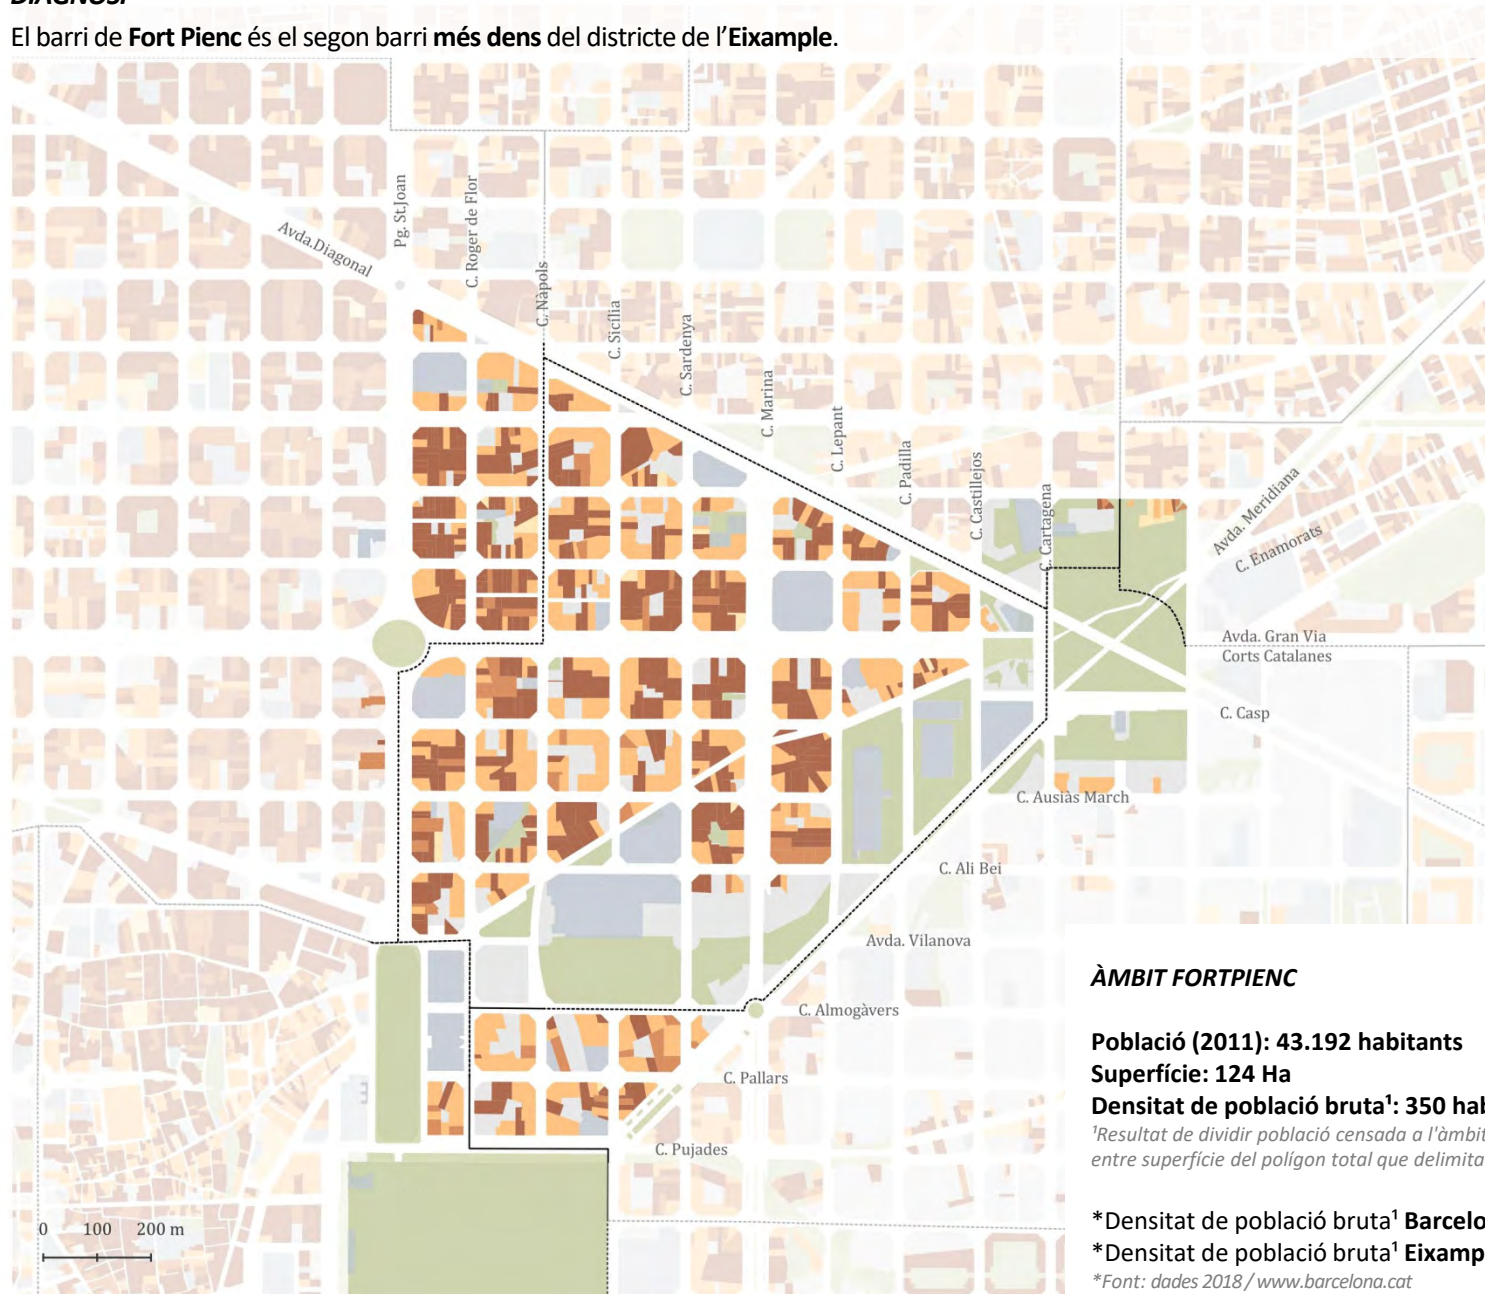 DIAGNOSI
El barri de Fort Pienc és el segon barri més dens del districte de l'Eixample.
Avda.Diagonal
Pg. St.Joan
C. Roger de Flor
C. Nàpols
C. Sicília
C. Sardenya
C. Marina
C. Lepant
C. Padilla
C. Castillejos
C. Cartagena
Avda. Meridiana
C. Enamorats
Avda. Gran Via
Corts Catalanes
C. Casp
C. Ausiàs March
C. Ali Bei
Avda. Vilanova
C. Almogàvers
C. Pallars
C. Pujades
0 100 200 m
ÀMBIT FORTPIENC
Població (2011): 43.192 habitants
Superfície: 124 Ha
Densitat de població bruta¹: 350 hab
¹Resultat de dividir població censada a l'àmbit
entre superfície del polígon total que delimita
*Densitat de població bruta¹ Barcelo
*Densitat de població bruta¹ Eixamp
*Font: dades 2018 / www.barcelona.cat